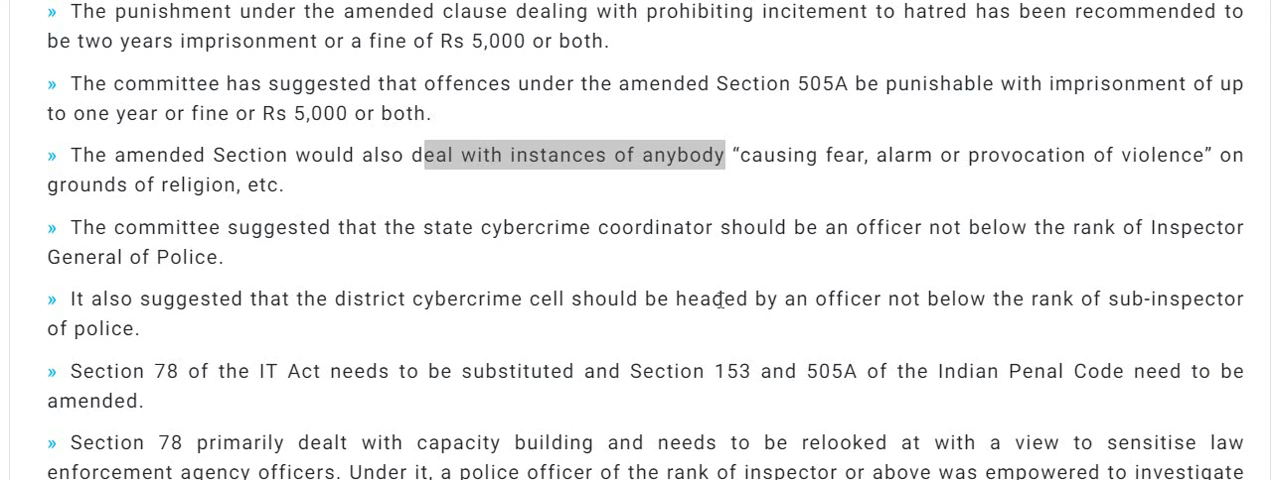 » The punishment under the amended clause dealing with prohibiting incitement to hatred has been recommended to
be two years imprisonment or a fine of Rs 5,000 or both.
» The committee has suggested that offences under the amended Section 505A be punishable with imprisonment of up
to one year or fine or Rs 5,000 or both.
» The amended Section would also deal with instances of anybody “causing fear, alarm or provocation of violence” on
grounds of religion, etc.
» The committee suggested that the state cybercrime coordinator should be an officer not below the rank of Inspector
General of Police.
» It also suggested that the district cybercrime cell should be headed by an officer not below the rank of sub-inspector
of police.
» Section 78 of the IT Act needs to be substituted and Section 153 and 505A of the Indian Penal Code need to be
amended.
» Section 78 primarily dealt with capacity building and needs to be relooked at with a view to sensitise law
enforcement agency officers. Under it, a police officer of the rank of inspector or above was empowered to investigate